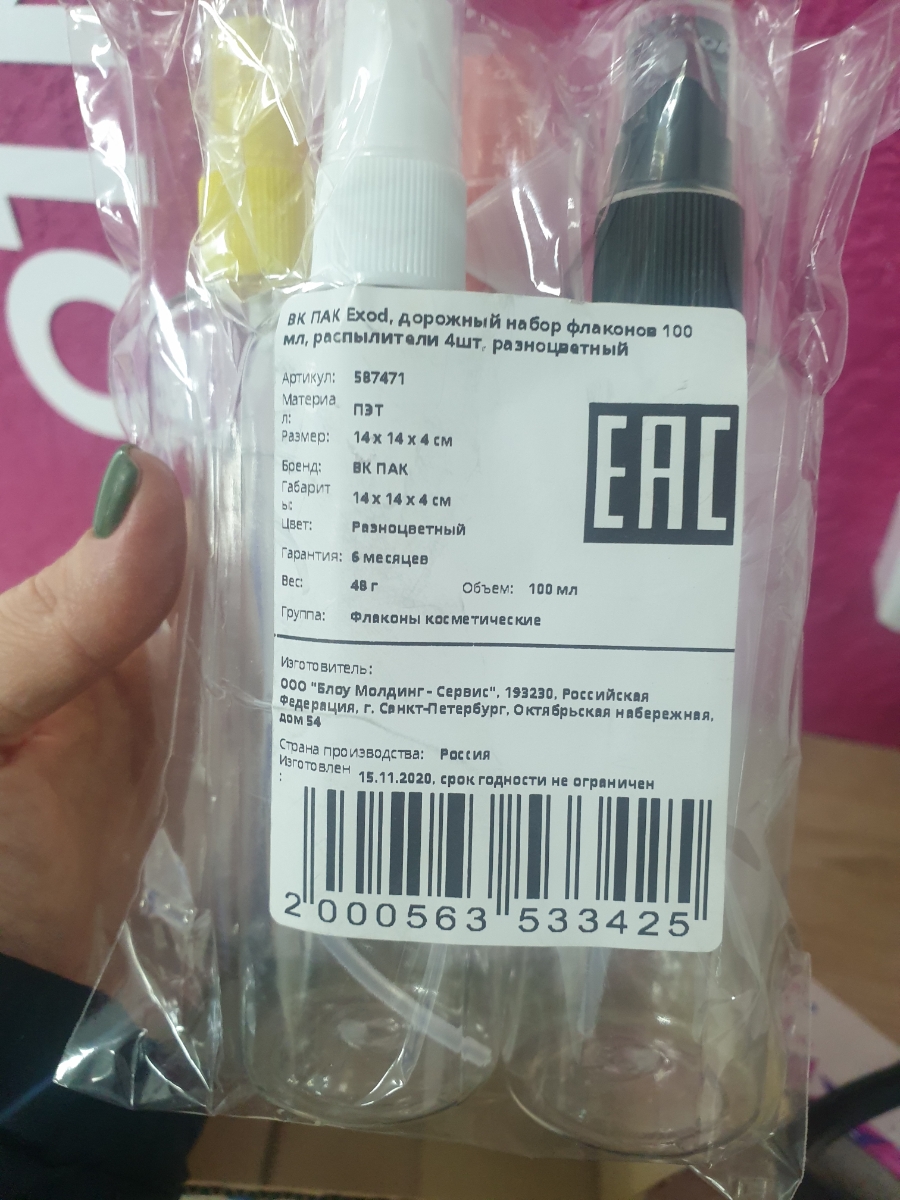 ВК ПАК Exod, дорожный набор флаконов 100
мл, распылители 4шт, разноцветный
Артикул: 587471
Материа
л: ПЭТ
Размер: 14 x 14 x 4 см
Бренд: ВК ПАК
Габарит
ы: 14 x 14 x 4 см
Цвет: Разноцветный
Гарантия: 6 месяцев
Вес: 48 г Объем: 100 мл
Группа: Флаконы косметические
EAC
Изготовитель:
ООО "Блоу Молдинг - Сервис", 193230, Российская
Федерация, г. Санкт-Петербург, Октябрьская набережная,
дом 54
Страна производства: Россия
Изготовлен
: 15.11.2020, срок годности не ограничен
2 000563 533425